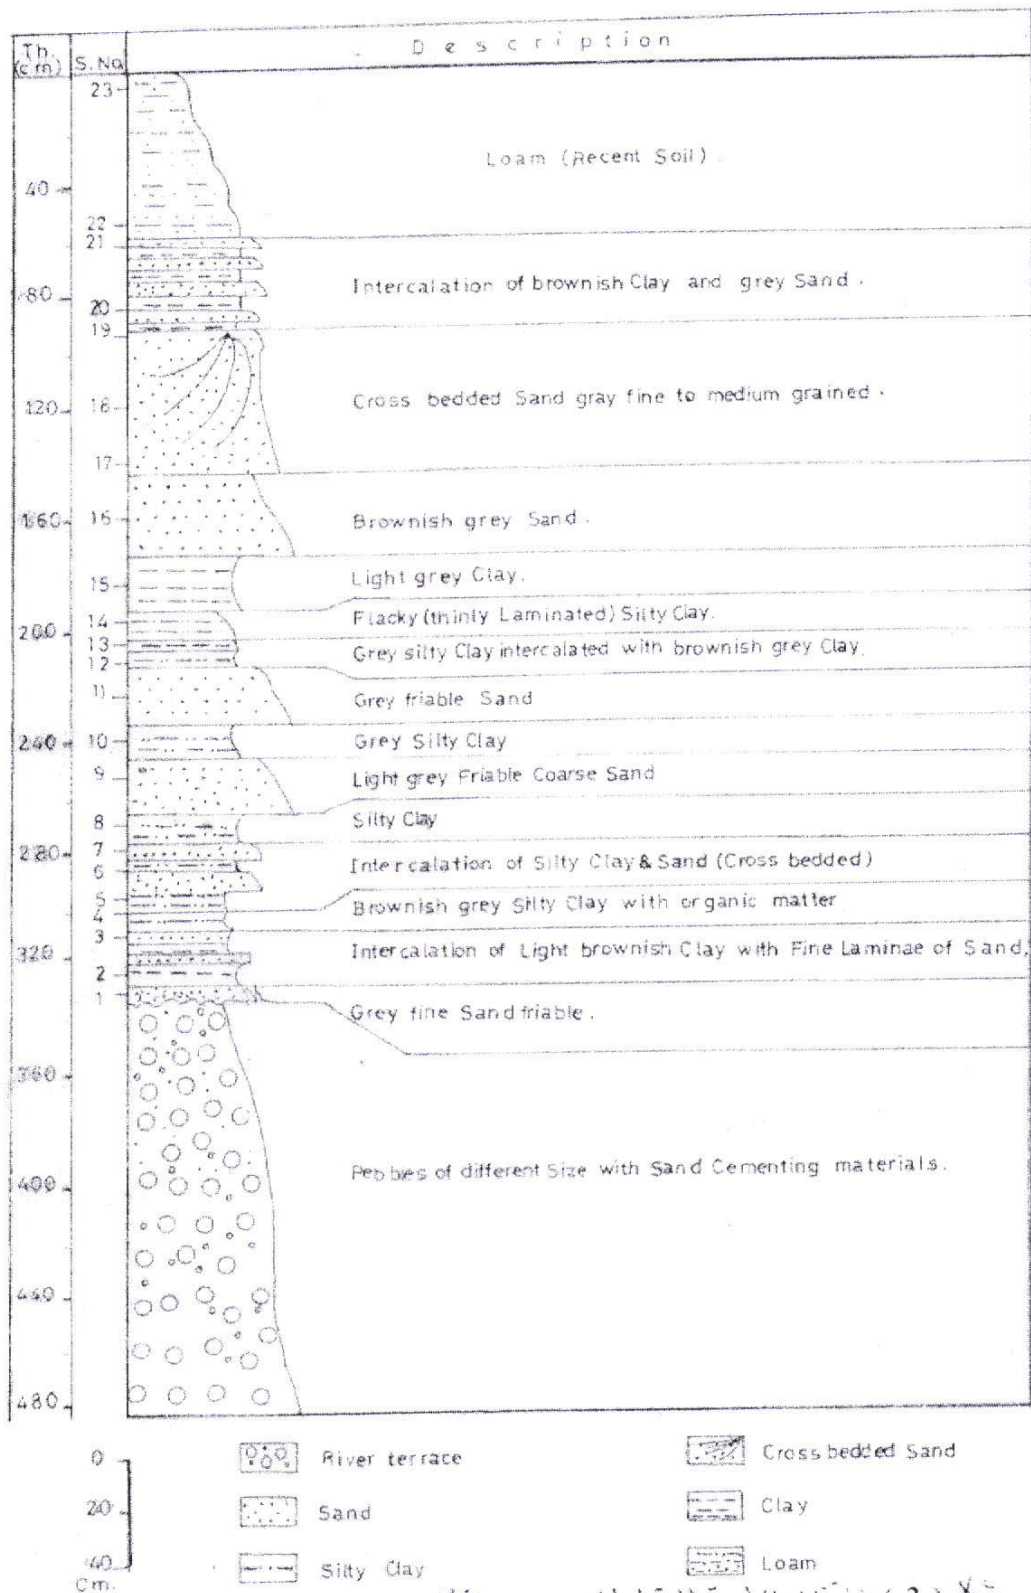 Th.
(cm)
S.No
Description
23
Loam (Recent Soil).
40
22
21
Intercalation of brownish Clay and grey Sand.
80
20
19
Cross bedded Sand gray fine to medium grained.
120
18
17
160
16
Brownish grey Sand.
Light grey Clay.
15
Flacky (thinly Laminated) Silty Clay.
14
200
13
Grey silty Clay intercalated with brownish grey Clay.
12
11
Grey friable Sand
240
10
Grey Silty Clay
9
Light grey Friable Coarse Sand
8
Silty Clay
280
7
Intercalation of Silty Clay & Sand (Cross bedded)
6
5
Brownish grey Silty Clay with organic matter
4
3
Intercalation of Light brownish Clay with Fine Laminae of Sand,
320
2
1
Grey fine Sand friable.
360
Pebbles of different Size with Sand Cementing materials.
400
440
480
0
20
40
Cm.
River terrace
Cross bedded Sand
Sand
Clay
Silty Clay
Loam